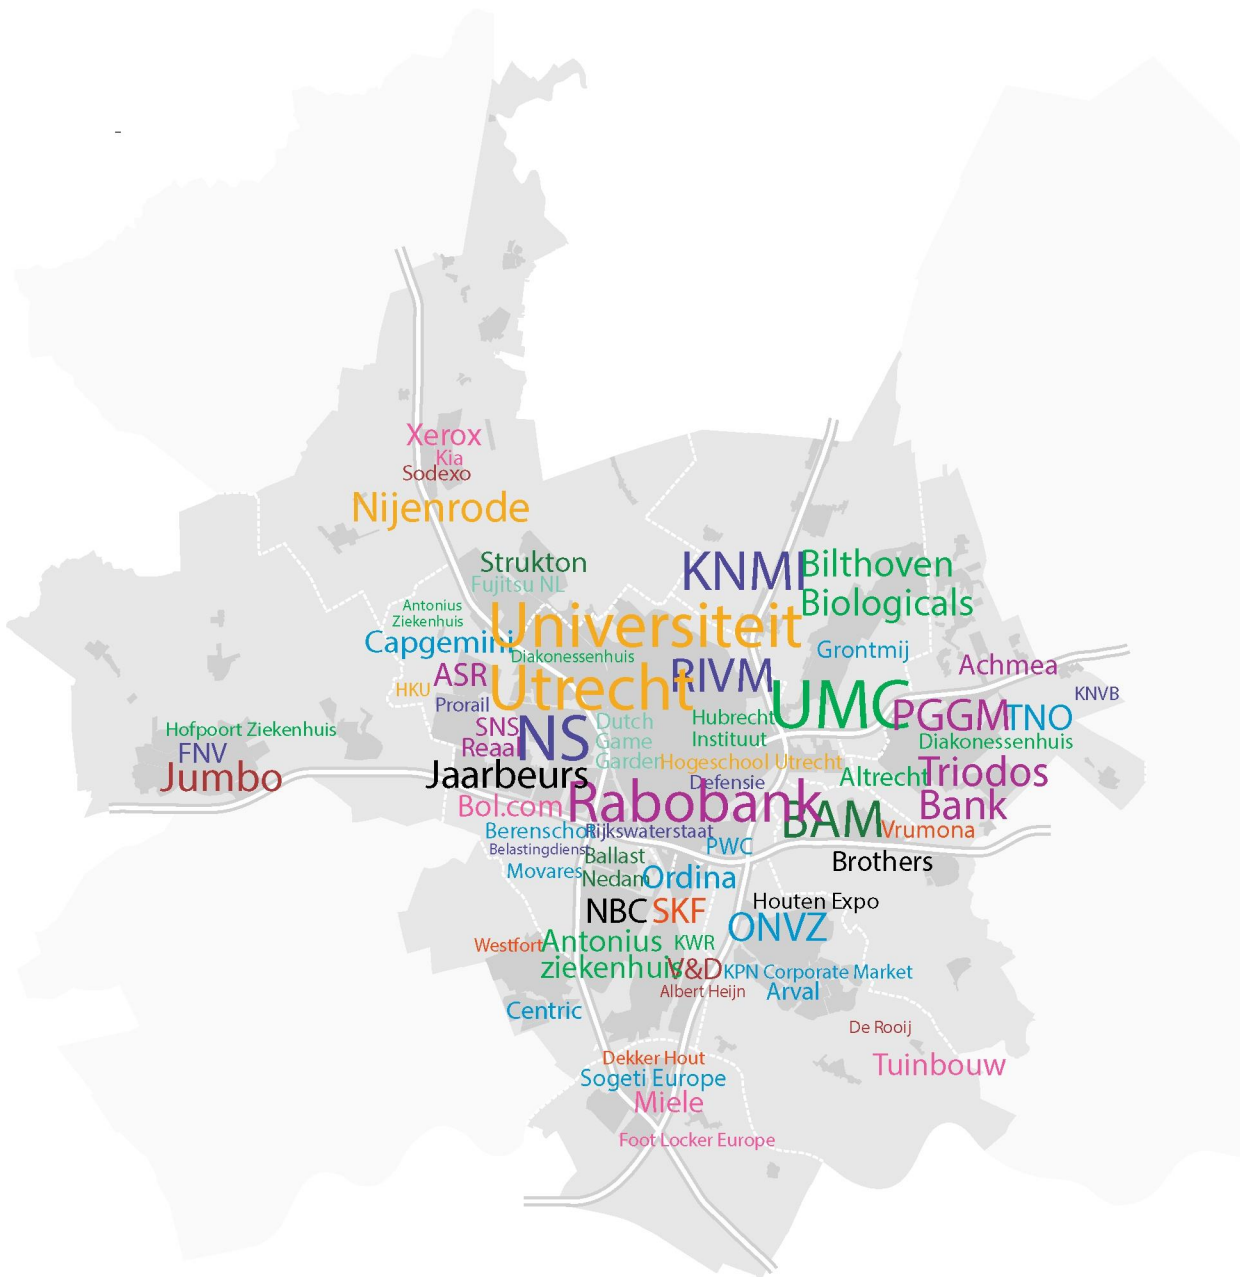 -
Xerox
Kia
Sodexo
Nijenrode
Strukton
Fujitsu NL
KNMI
Bilthoven
Biologicals
Antonius
Ziekenhuis
Universiteit
Utrecht
Capgemini
Diakonessenhuis
Grontmij
HKU
ASR
RIVM
Achmea
Prorail
UMC
PGGM
TNO
KNVB
SNS
Reaal
NS
Dutch
Game
Garden
Hubrecht
Instituut
Diakonessenhuis
Hofpoort Ziekenhuis
FNV
Jumbo
Jaarbeurs
Hogeschool Utrecht
Defensie
Altrecht
Triodos
Bank
Bol.com
Rabobank
BAM
Vrumona
Berenschot
Rijkswaterstaat
Belastingdienst
Ballast
Nedam
PWC
Brothers
Movares
Ordina
NBC
SKF
Houten Expo
ONVZ
Westfort
Antonius
ziekenhuis
KWR
V&D
KPN Corporate Market
Albert Heijn
Arval
Centric
De Rooij
Dekker Hout
Sogeti Europe
Tuinbouw
Miele
Foot Locker Europe